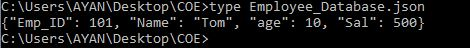 C:\Users\AYAN\Desktop\COE>type Employee_Database.json
{"Emp_ID": 101, "Name": "Tom", "age": 10, "Sal": 500}
C:\Users\AYAN\Desktop\COE>